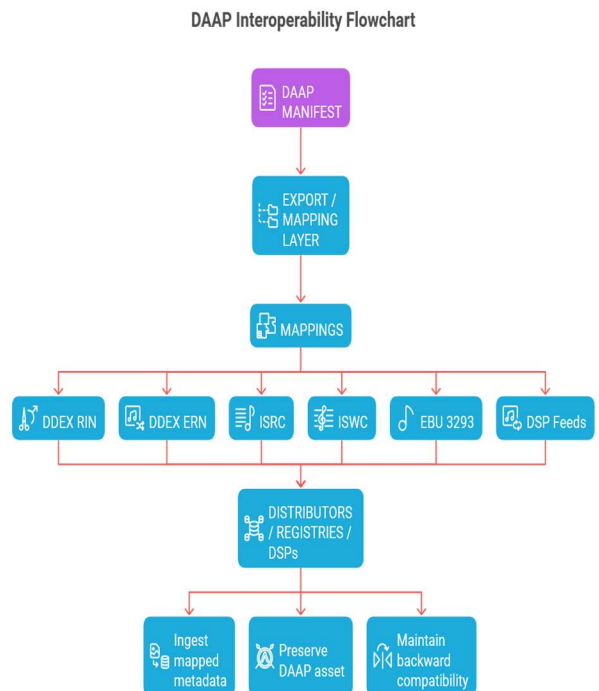 DAAP Interoperability Flowchart
DAAP
MANIFEST
EXPORT /
MAPPING
LAYER
MAPPINGS
DDEX RIN
DDEX ERN
ISRC
ISWC
EBU 3293
DSP Feeds
DISTRIBUTORS
/ REGISTRIES /
DSPs
Ingest
mapped
metadata
Preserve
DAAP asset
Maintain
backward
compatibility